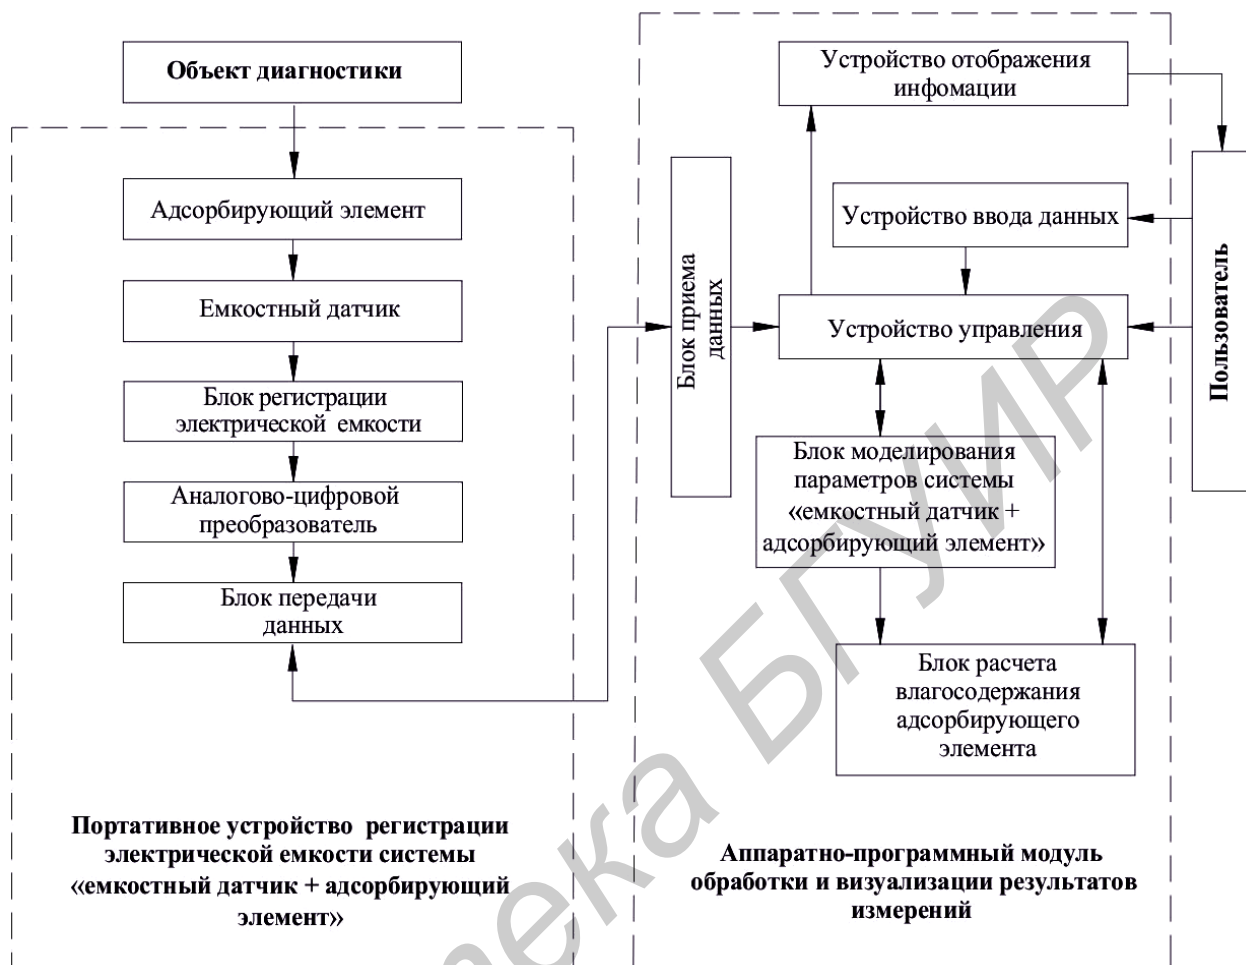 Объект диагностики
Адсорбирующий элемент
Емкостный датчик
Блок регистрации
электрической емкости
Аналогово-цифровой
преобразователь
Блок передачи
данных
Портативное устройство регистрации
электрической емкости системы
«емкостный датчик + адсорбирующий
элемент»
Устройство отображения
инфомации
Устройство ввода данных
Блок приема
данных
Устройство управления
Пользователь
Блок моделирования
параметров системы
«емкостный датчик +
адсорбирующий элемент»
Блок расчета
влагосодержания
адсорбирующего
элемента
Аппаратно-программный модуль
обработки и визуализации результатов
измерений
тека БГУИР